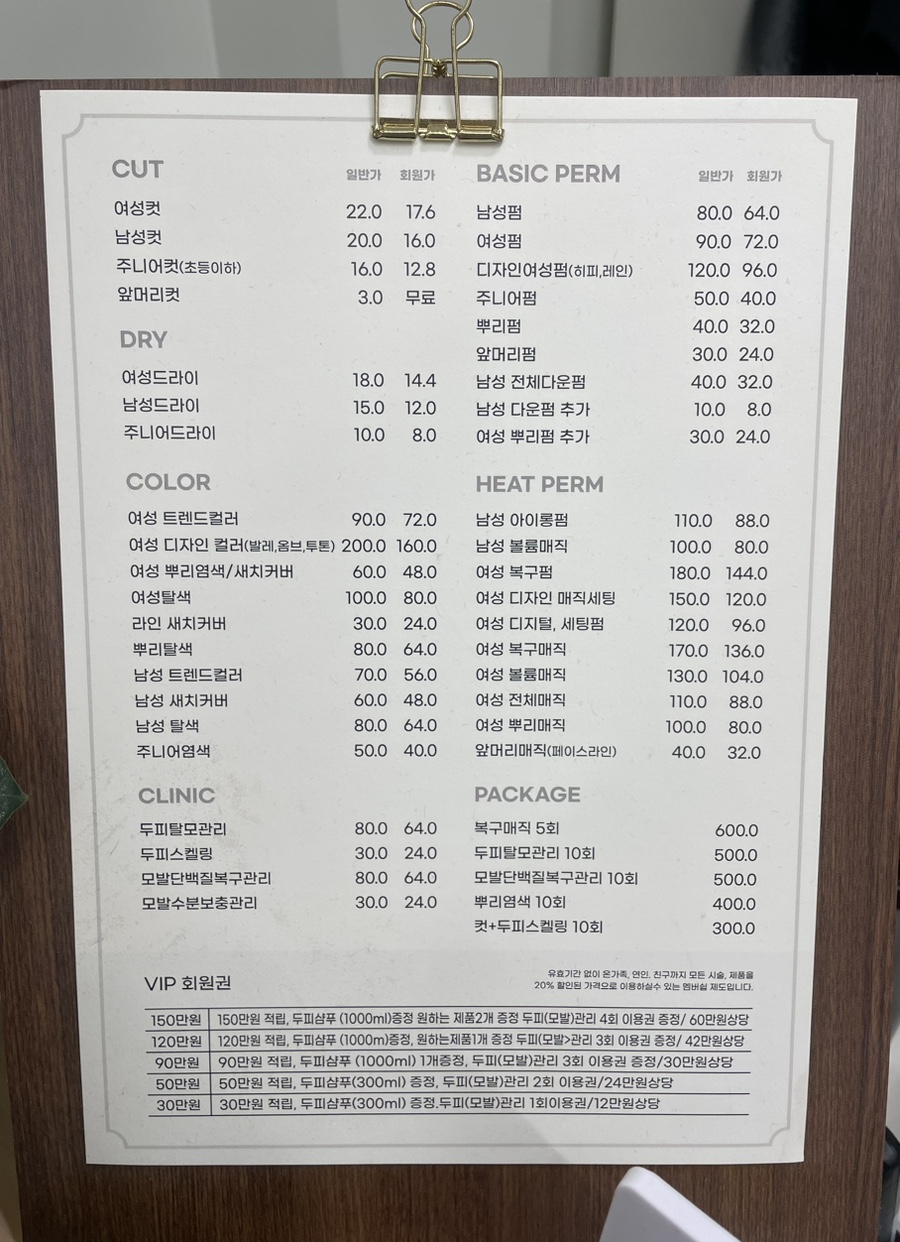 CUT 일반가 회원가
여성컷 22.0 17.6
남성컷 20.0 16.0
주니어컷(초등이하) 16.0 12.8
앞머리컷 3.0 무료
DRY
여성드라이 18.0 14.4
남성드라이 15.0 12.0
주니어드라이 10.0 8.0
COLOR
여성 트렌드컬러 90.0 72.0
여성 디자인 컬러(발레,옴브,투톤) 200.0 160.0
여성 뿌리염색/새치커버 60.0 48.0
여성탈색 100.0 80.0
라인 새치커버 30.0 24.0
뿌리탈색 80.0 64.0
남성 트렌드컬러 70.0 56.0
남성 새치커버 60.0 48.0
남성 탈색 80.0 64.0
주니어염색 50.0 40.0
CLINIC
두피탈모관리 80.0 64.0
두피스켈링 30.0 24.0
모발단백질복구관리 80.0 64.0
모발수분보충관리 30.0 24.0
BASIC PERM 일반가 회원가
남성펌 80.0 64.0
여성펌 90.0 72.0
디자인여성펌(히피,레인) 120.0 96.0
주니어펌 50.0 40.0
뿌리펌 40.0 32.0
앞머리펌 30.0 24.0
남성 전체다운펌 40.0 32.0
남성 다운펌 추가 10.0 8.0
여성 뿌리펌 추가 30.0 24.0
HEAT PERM
남성 아이롱펌 110.0 88.0
남성 볼륨매직 100.0 80.0
여성 복구펌 180.0 144.0
여성 디자인 매직세팅 150.0 120.0
여성 디지털, 세팅펌 120.0 96.0
여성 복구매직 170.0 136.0
여성 볼륨매직 130.0 104.0
여성 전체매직 110.0 88.0
여성 뿌리매직 100.0 80.0
앞머리매직(페이스라인) 40.0 32.0
PACKAGE
복구매직 5회 600.0
두피탈모관리 10회 500.0
모발단백질복구관리 10회 500.0
뿌리염색 10회 400.0
컷+두피스켈링 10회 300.0
VIP 회원권
유효기간 없이 온가족, 연인, 친구까지 모든 시술, 제품을
20% 할인된 가격으로 이용하실수 있는 멤버쉽 제도입니다.
150만원 150만원 적립, 두피샴푸 (1000ml)증정 원하는 제품2개 증정 두피(모발)관리 4회 이용권 증정/ 60만원상당
120만원 120만원 적립, 두피샴푸 (1000m)증정, 원하는제품1개 증정 두피(모발>관리 3회 이용권 증정/ 42만원상당
90만원 90만원 적립, 두피샴푸 (1000ml) 1개증정, 두피(모발)관리 3회 이용권 증정/30만원상당
50만원 50만원 적립, 두피샴푸(300ml) 증정, 두피(모발)관리 2회 이용권/24만원상당
30만원 30만원 적립, 두피샴푸(300ml) 증정.두피(모발)관리 1회이용권/12만원상당